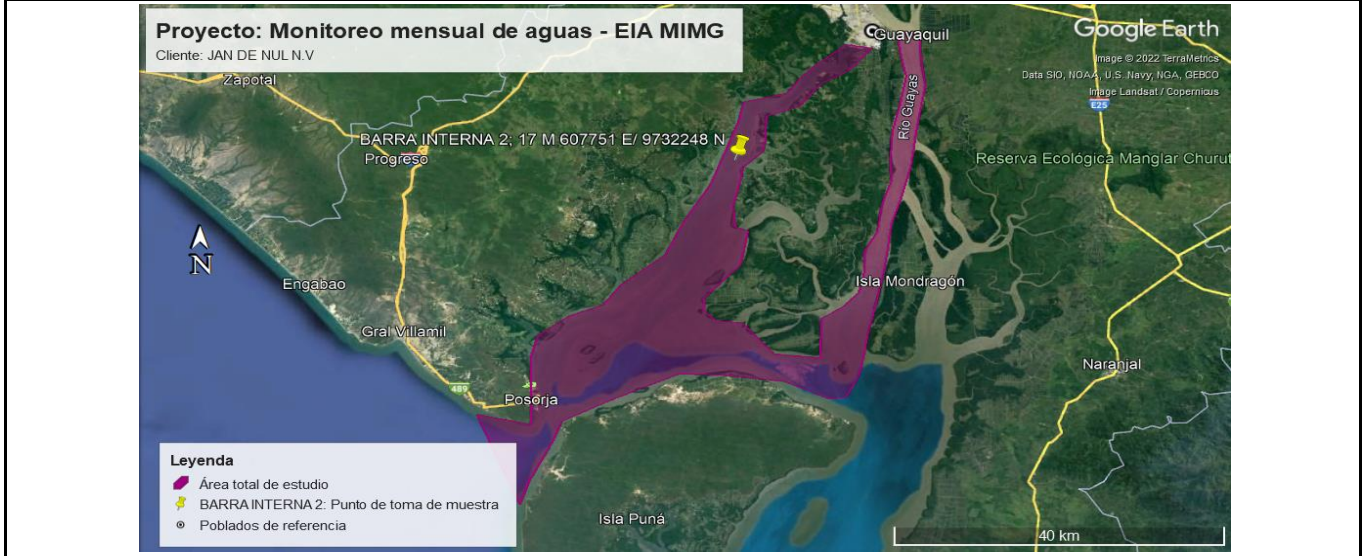 Proyecto: Monitoreo mensual de aguas - EIA MIMG
Cliente: JAN DE NUL N.V
Google Earth
Image © 2022 TerraMetrics
Data SIO, NOAA, U.S. Navy, NGA, GEBCO
Image Landsat / Copernicus
Guayaquil
Zapotal
E25
Río Guayas
BARRA INTERNA 2; 17 M 607751 E/ 9732248 N
Progreso
Reserva Ecológica Manglar Churut
N
Engabao
Isla Mondragón
Gral Villamil
Naranjal
489
Posorja
Leyenda
Área total de estudio
BARRA INTERNA 2: Punto de toma de muestra
Poblados de referencia
Isla Puná
40 km